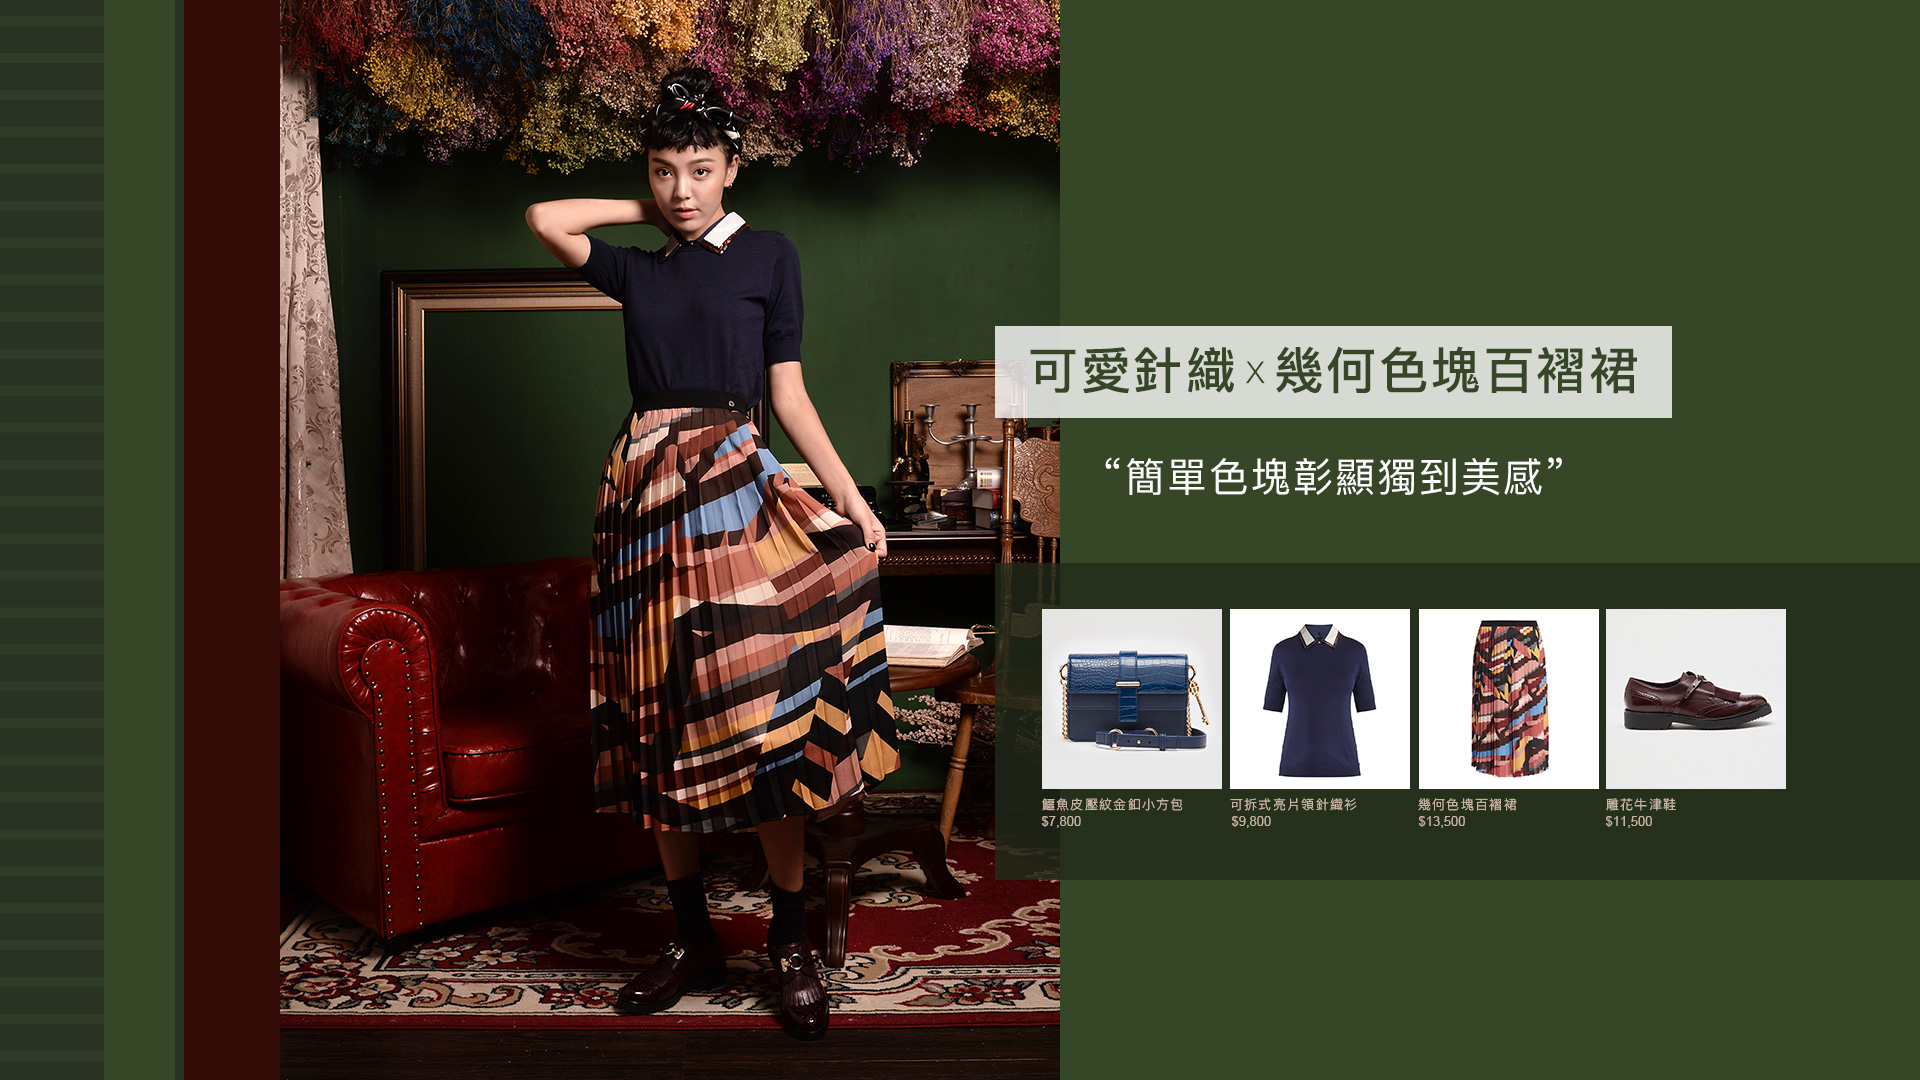 可愛針織 x 幾何色塊百褶裙
“簡單色塊彰顯獨到美感”
鱷魚皮壓紋金釦小方包
$7,800
可拆式亮片領針織衫
$9,800
幾何色塊百褶裙
$13,500
雕花牛津鞋
$11,500